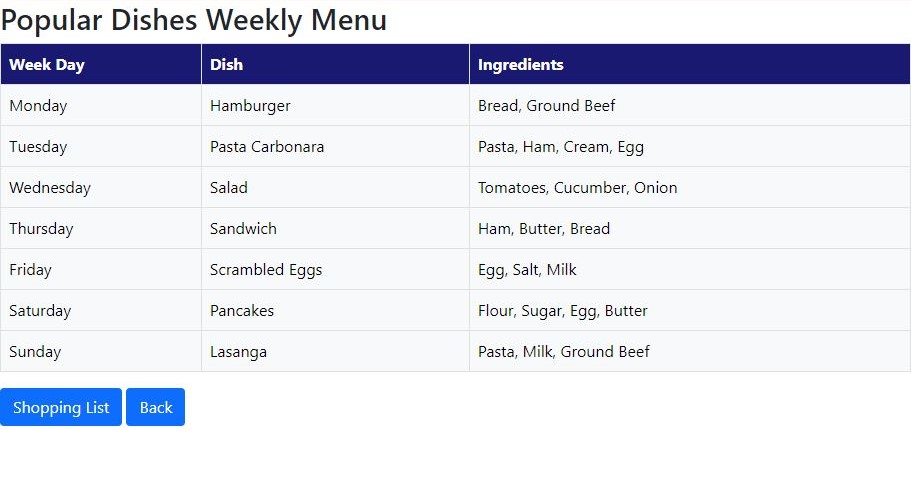 Popular Dishes Weekly Menu
Week Day Dish Ingredients
Monday Hamburger Bread, Ground Beef
Tuesday Pasta Carbonara Pasta, Ham, Cream, Egg
Wednesday Salad Tomatoes, Cucumber, Onion
Thursday Sandwich Ham, Butter, Bread
Friday Scrambled Eggs Egg, Salt, Milk
Saturday Pancakes Flour, Sugar, Egg, Butter
Sunday Lasanga Pasta, Milk, Ground Beef
Shopping List Back